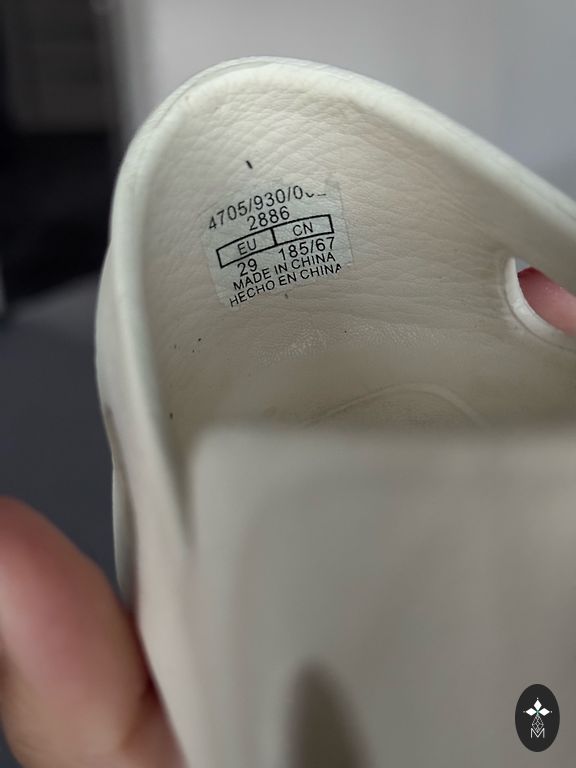 4705/930/0
2886
EU CN
29 185/67
MADE IN CHINA
HECHO EN CHINA
M